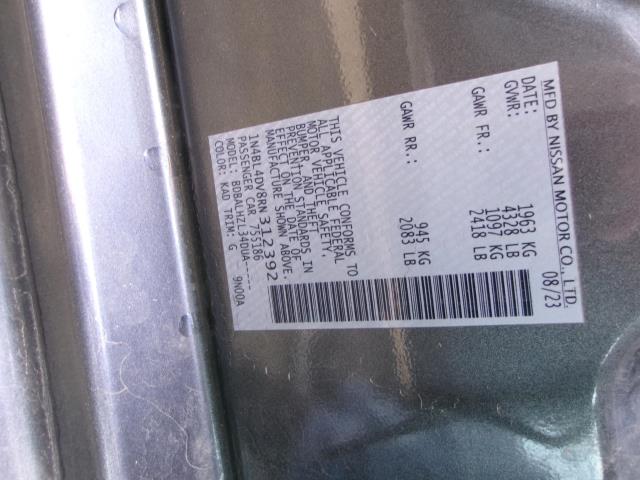 MFD BY NISSAN MOTOR CO., LTD.
DATE: 08/23
GVWR: 1963 KG
4328 LB
GAWR FR.: 1097 KG
2418 LB
GAWR RR.: 945 KG
2083 LB
THIS VEHICLE CONFORMS TO
ALL APPLICABLE FEDERAL
MOTOR VEHICLE SAFETY,
BUMPER, AND THEFT
PREVENTION STANDARDS IN
EFFECT ON THE DATE OF
MANUFACTURE SHOWN ABOVE.
1N4BL4DV8RN312392
PASSENGER CAR 75S186
MODEL: BDBALHZL34DUA------
COLOR: KAD TRIM: G 9N00A